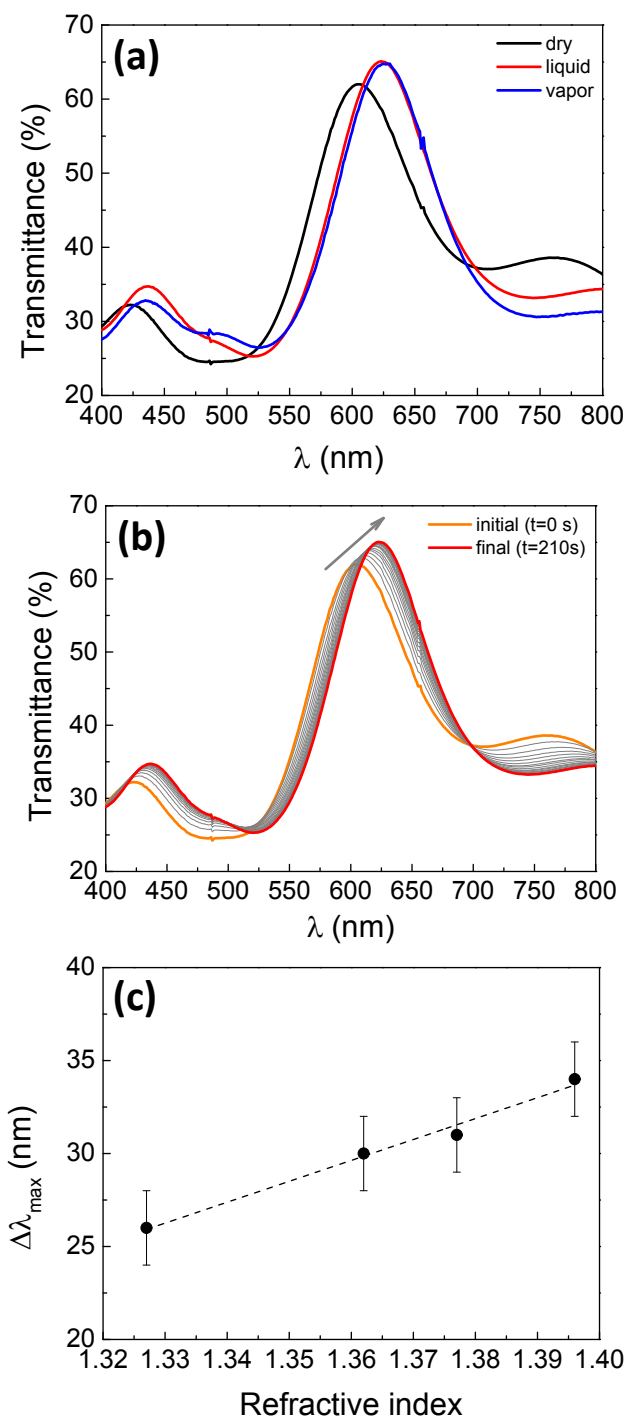 (a)
dry
liquid
vapor
Transmittance (%)
70
60
50
40
30
20
400 450 500 550 600 650 700 750 800
λ (nm)
(b)
initial (t=0 s)
final (t=210s)
Transmittance (%)
70
60
50
40
30
20
400 450 500 550 600 650 700 750 800
λ (nm)
(c)
Δλmax (nm)
40
35
30
25
20
1.32 1.33 1.34 1.35 1.36 1.37 1.38 1.39 1.40
Refractive index